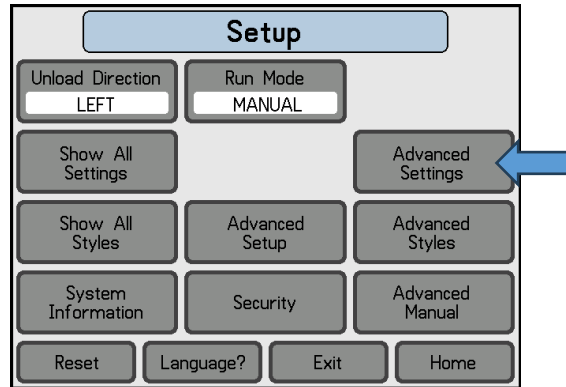 Setup
Unload Direction
LEFT
Run Mode
MANUAL
Show All
Settings
Advanced
Settings
Show All
Styles
Advanced
Setup
Advanced
Styles
System
Information
Security
Advanced
Manual
Reset
Language?
Exit
Home